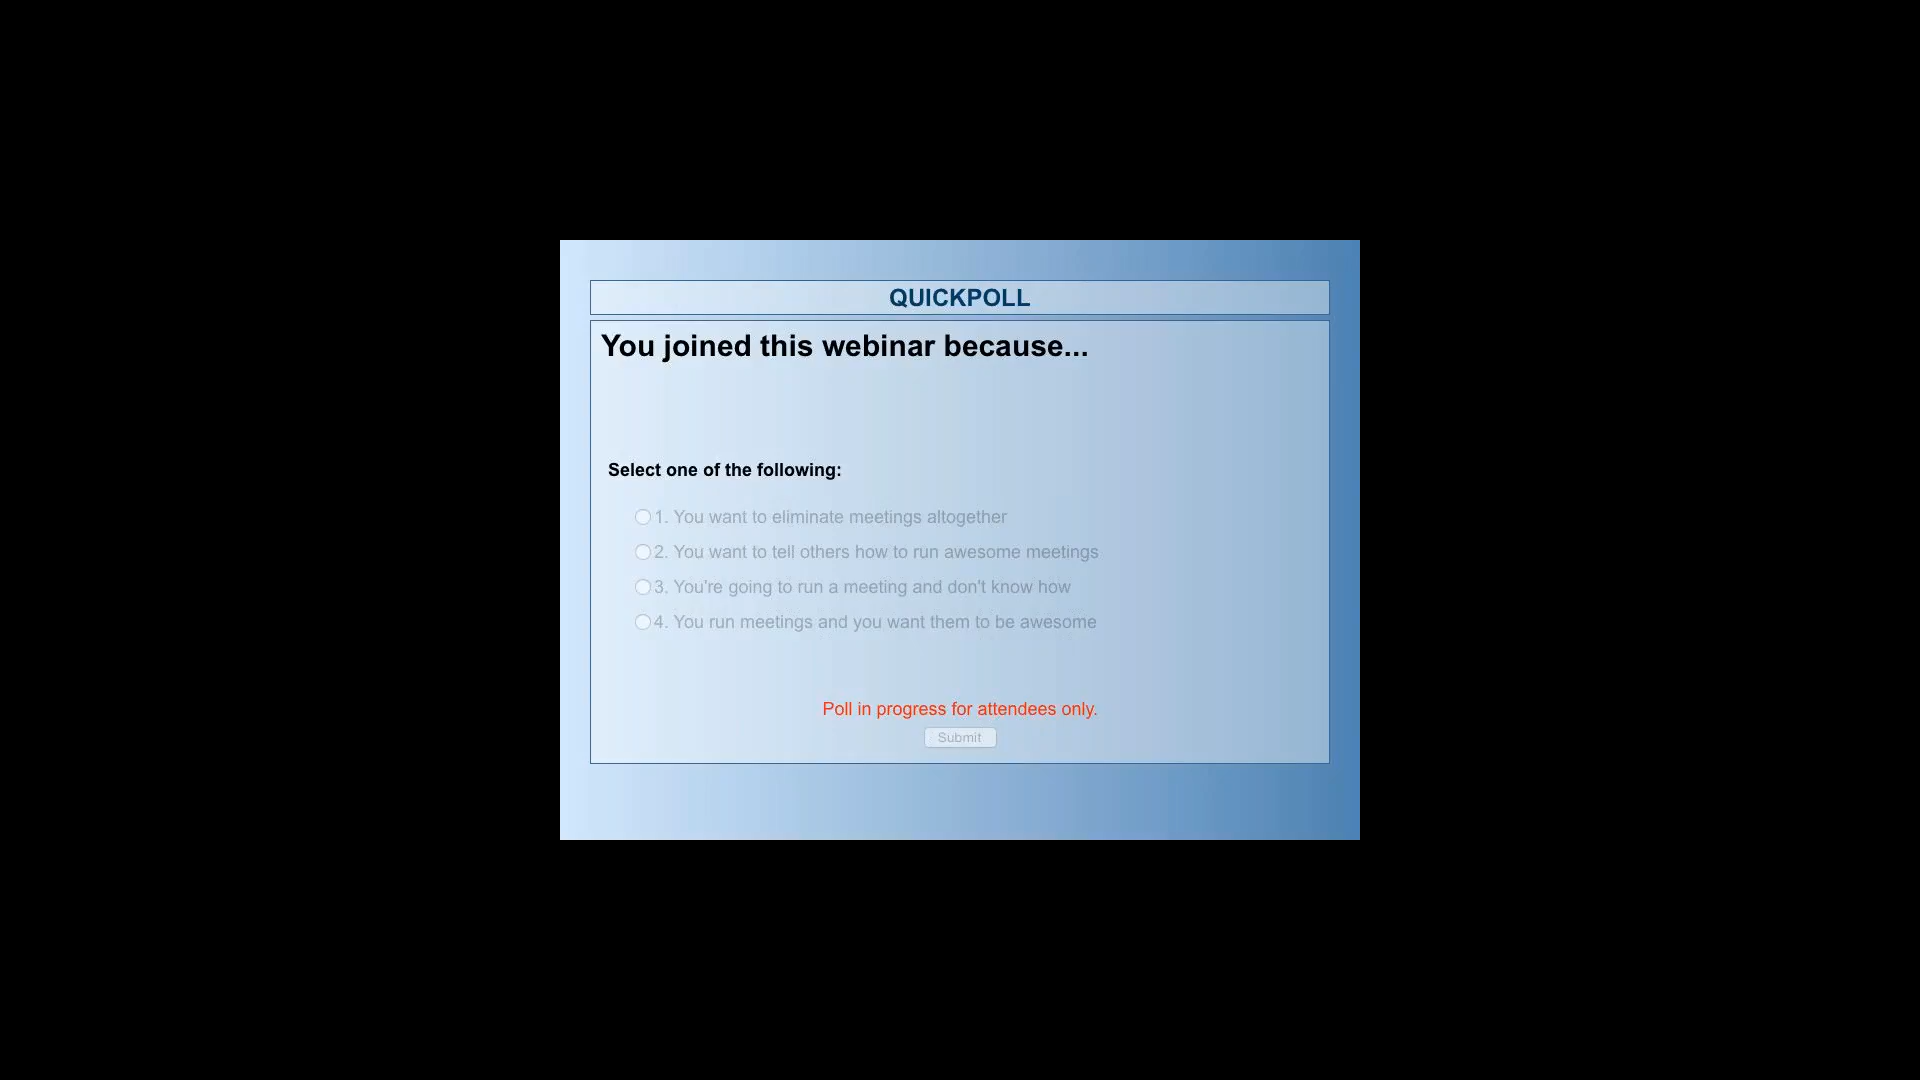 QUICKPOLL
You joined this webinar because...
Select one of the following:
1. You want to eliminate meetings altogether
2. You want to tell others how to run awesome meetings
3. You're going to run a meeting and don't know how
4. You run meetings and you want them to be awesome
Poll in progress for attendees only.
Submit